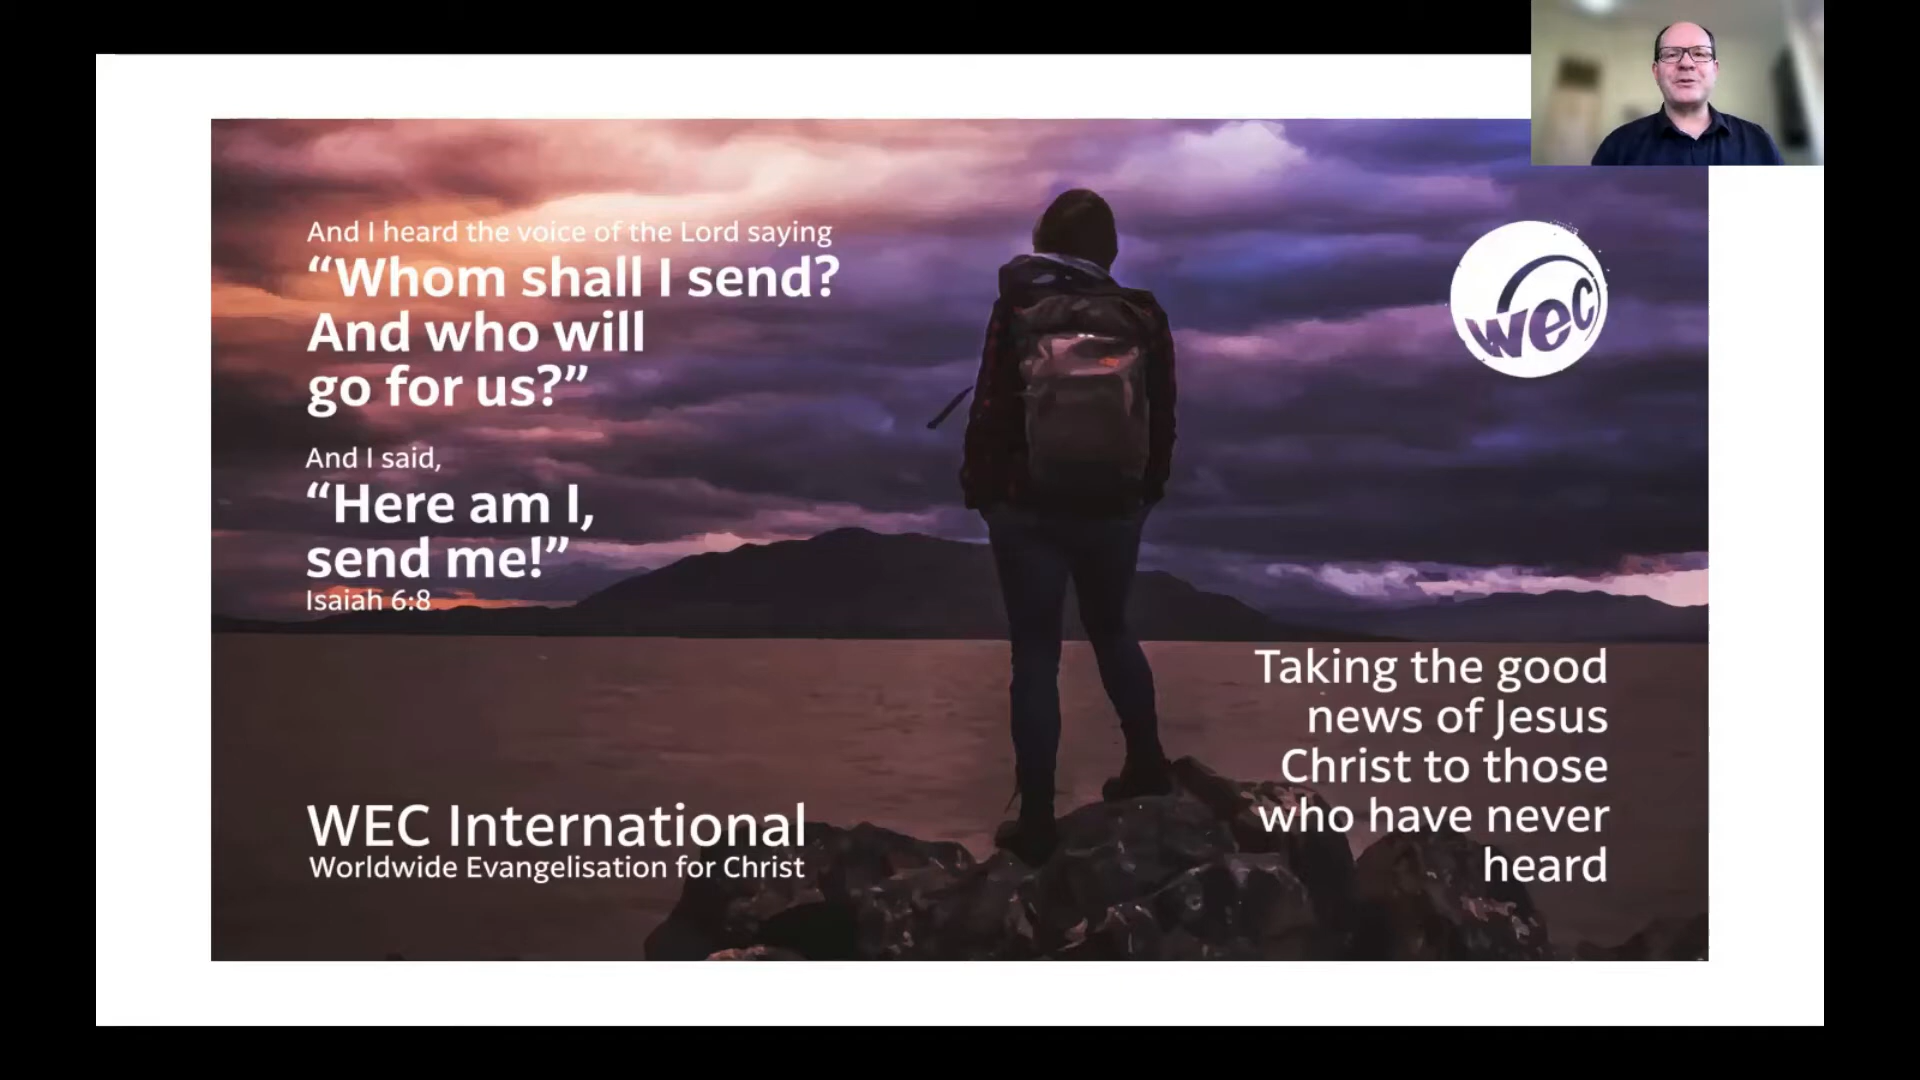 And I heard the voice of the Lord saying
“Whom shall I send?
And who will
go for us?”
And I said,
“Here am I,
send me!”
Isaiah 6:8
wec
Taking the good
news of Jesus
Christ to those
who have never
heard
WEC International
Worldwide Evangelisation for Christ